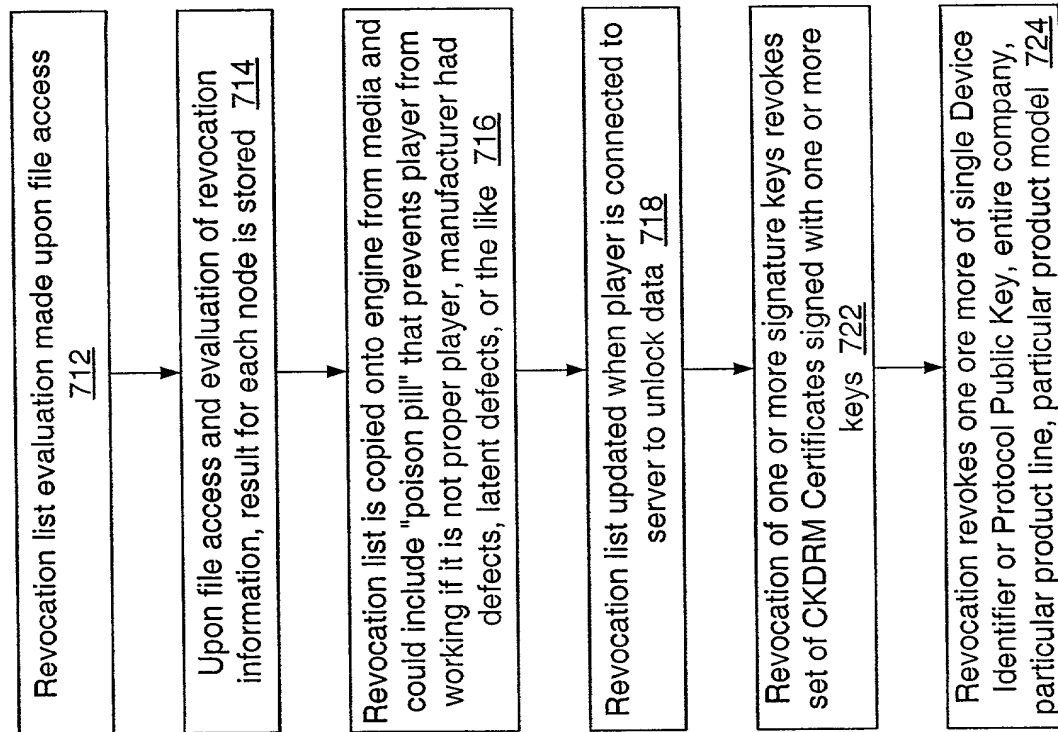 Revocation list evaluation made upon file access
712
Upon file access and evaluation of revocation
information, result for each node is stored 714
Revocation list is copied onto engine from media and
could include "poison pill" that prevents player from
working if it is not proper player, manufacturer had
defects, latent defects, or the like 716
Revocation list updated when player is connected to
server to unlock data 718
Revocation of one or more signature keys revokes
set of CKDRM Certificates signed with one or more
keys 722
Revocation revokes one ore more of single Device
Identifier or Protocol Public Key, entire company,
particular product line, particular product model 724